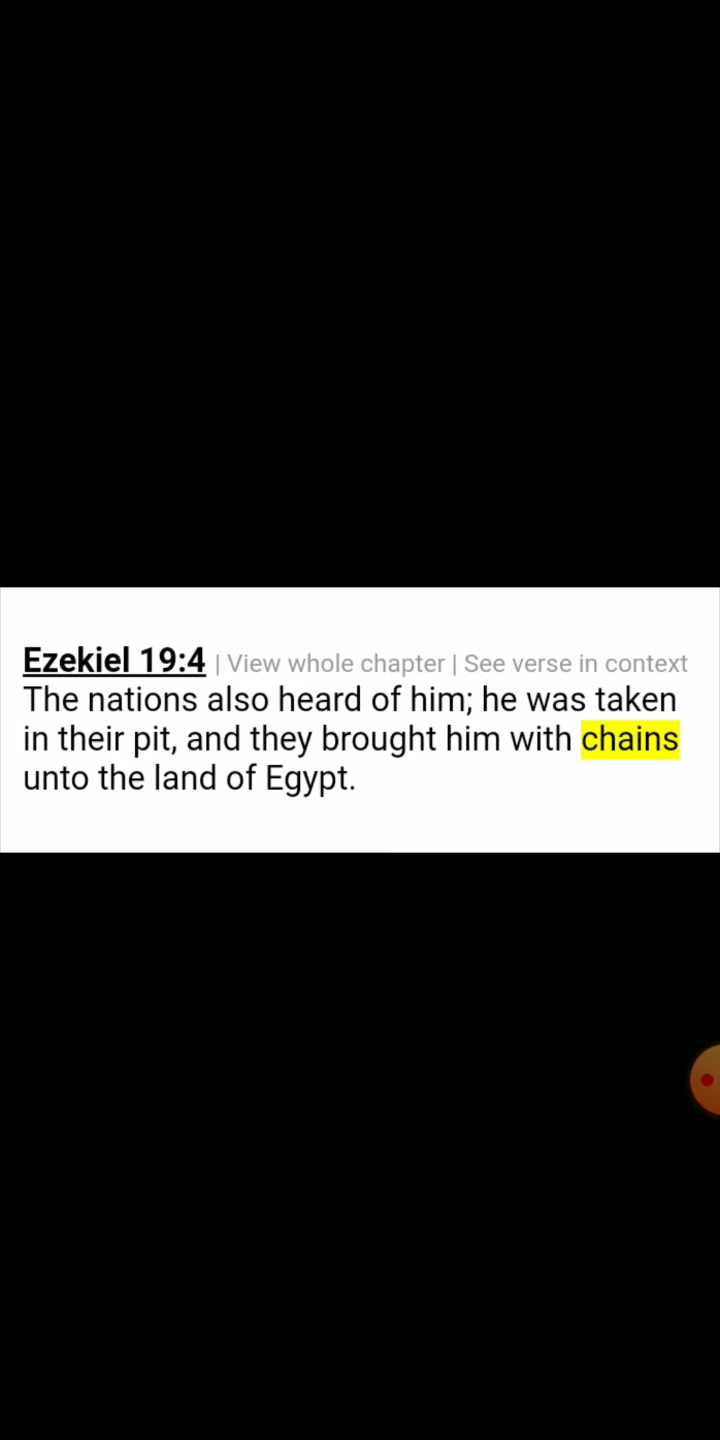 Ezekiel 19:4 | View whole chapter | See verse in context
The nations also heard of him; he was taken
in their pit, and they brought him with chains
unto the land of Egypt.